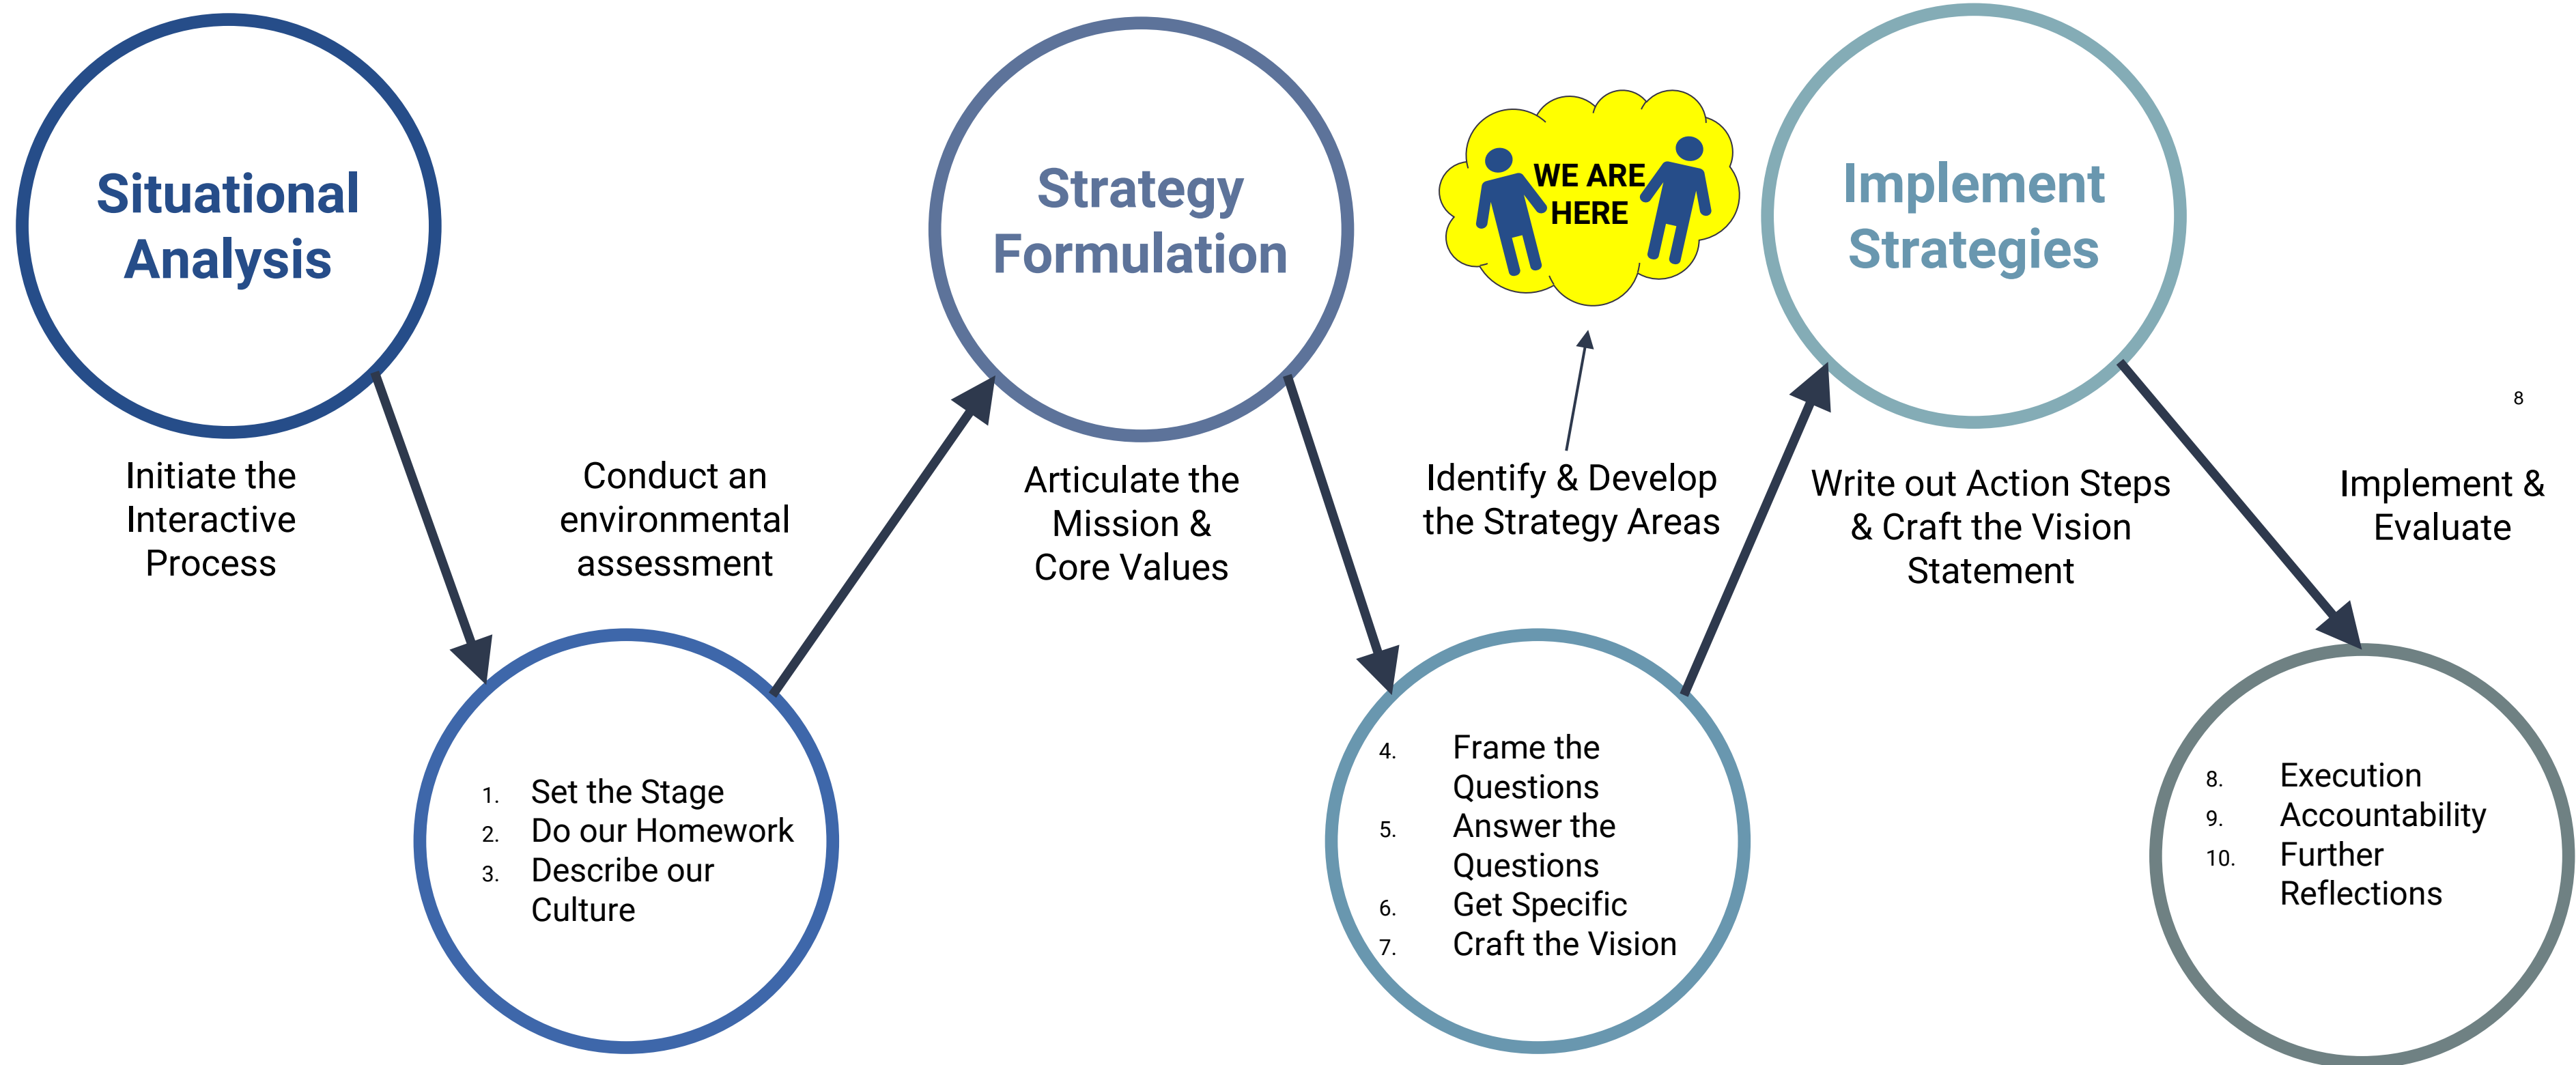 Situational
Analysis
Initiate the
Interactive
Process
1. Set the Stage
2. Do our Homework
3. Describe our
Culture
Conduct an
environmental
assessment
Strategy
Formulation
Articulate the
Mission &
Core Values
WE ARE
HERE
Identify & Develop
the Strategy Areas
4. Frame the
Questions
5. Answer the
Questions
6. Get Specific
7. Craft the Vision
Implement
Strategies
Write out Action Steps
& Craft the Vision
Statement
8
Implement &
Evaluate
8. Execution
9. Accountability
10. Further
Reflections